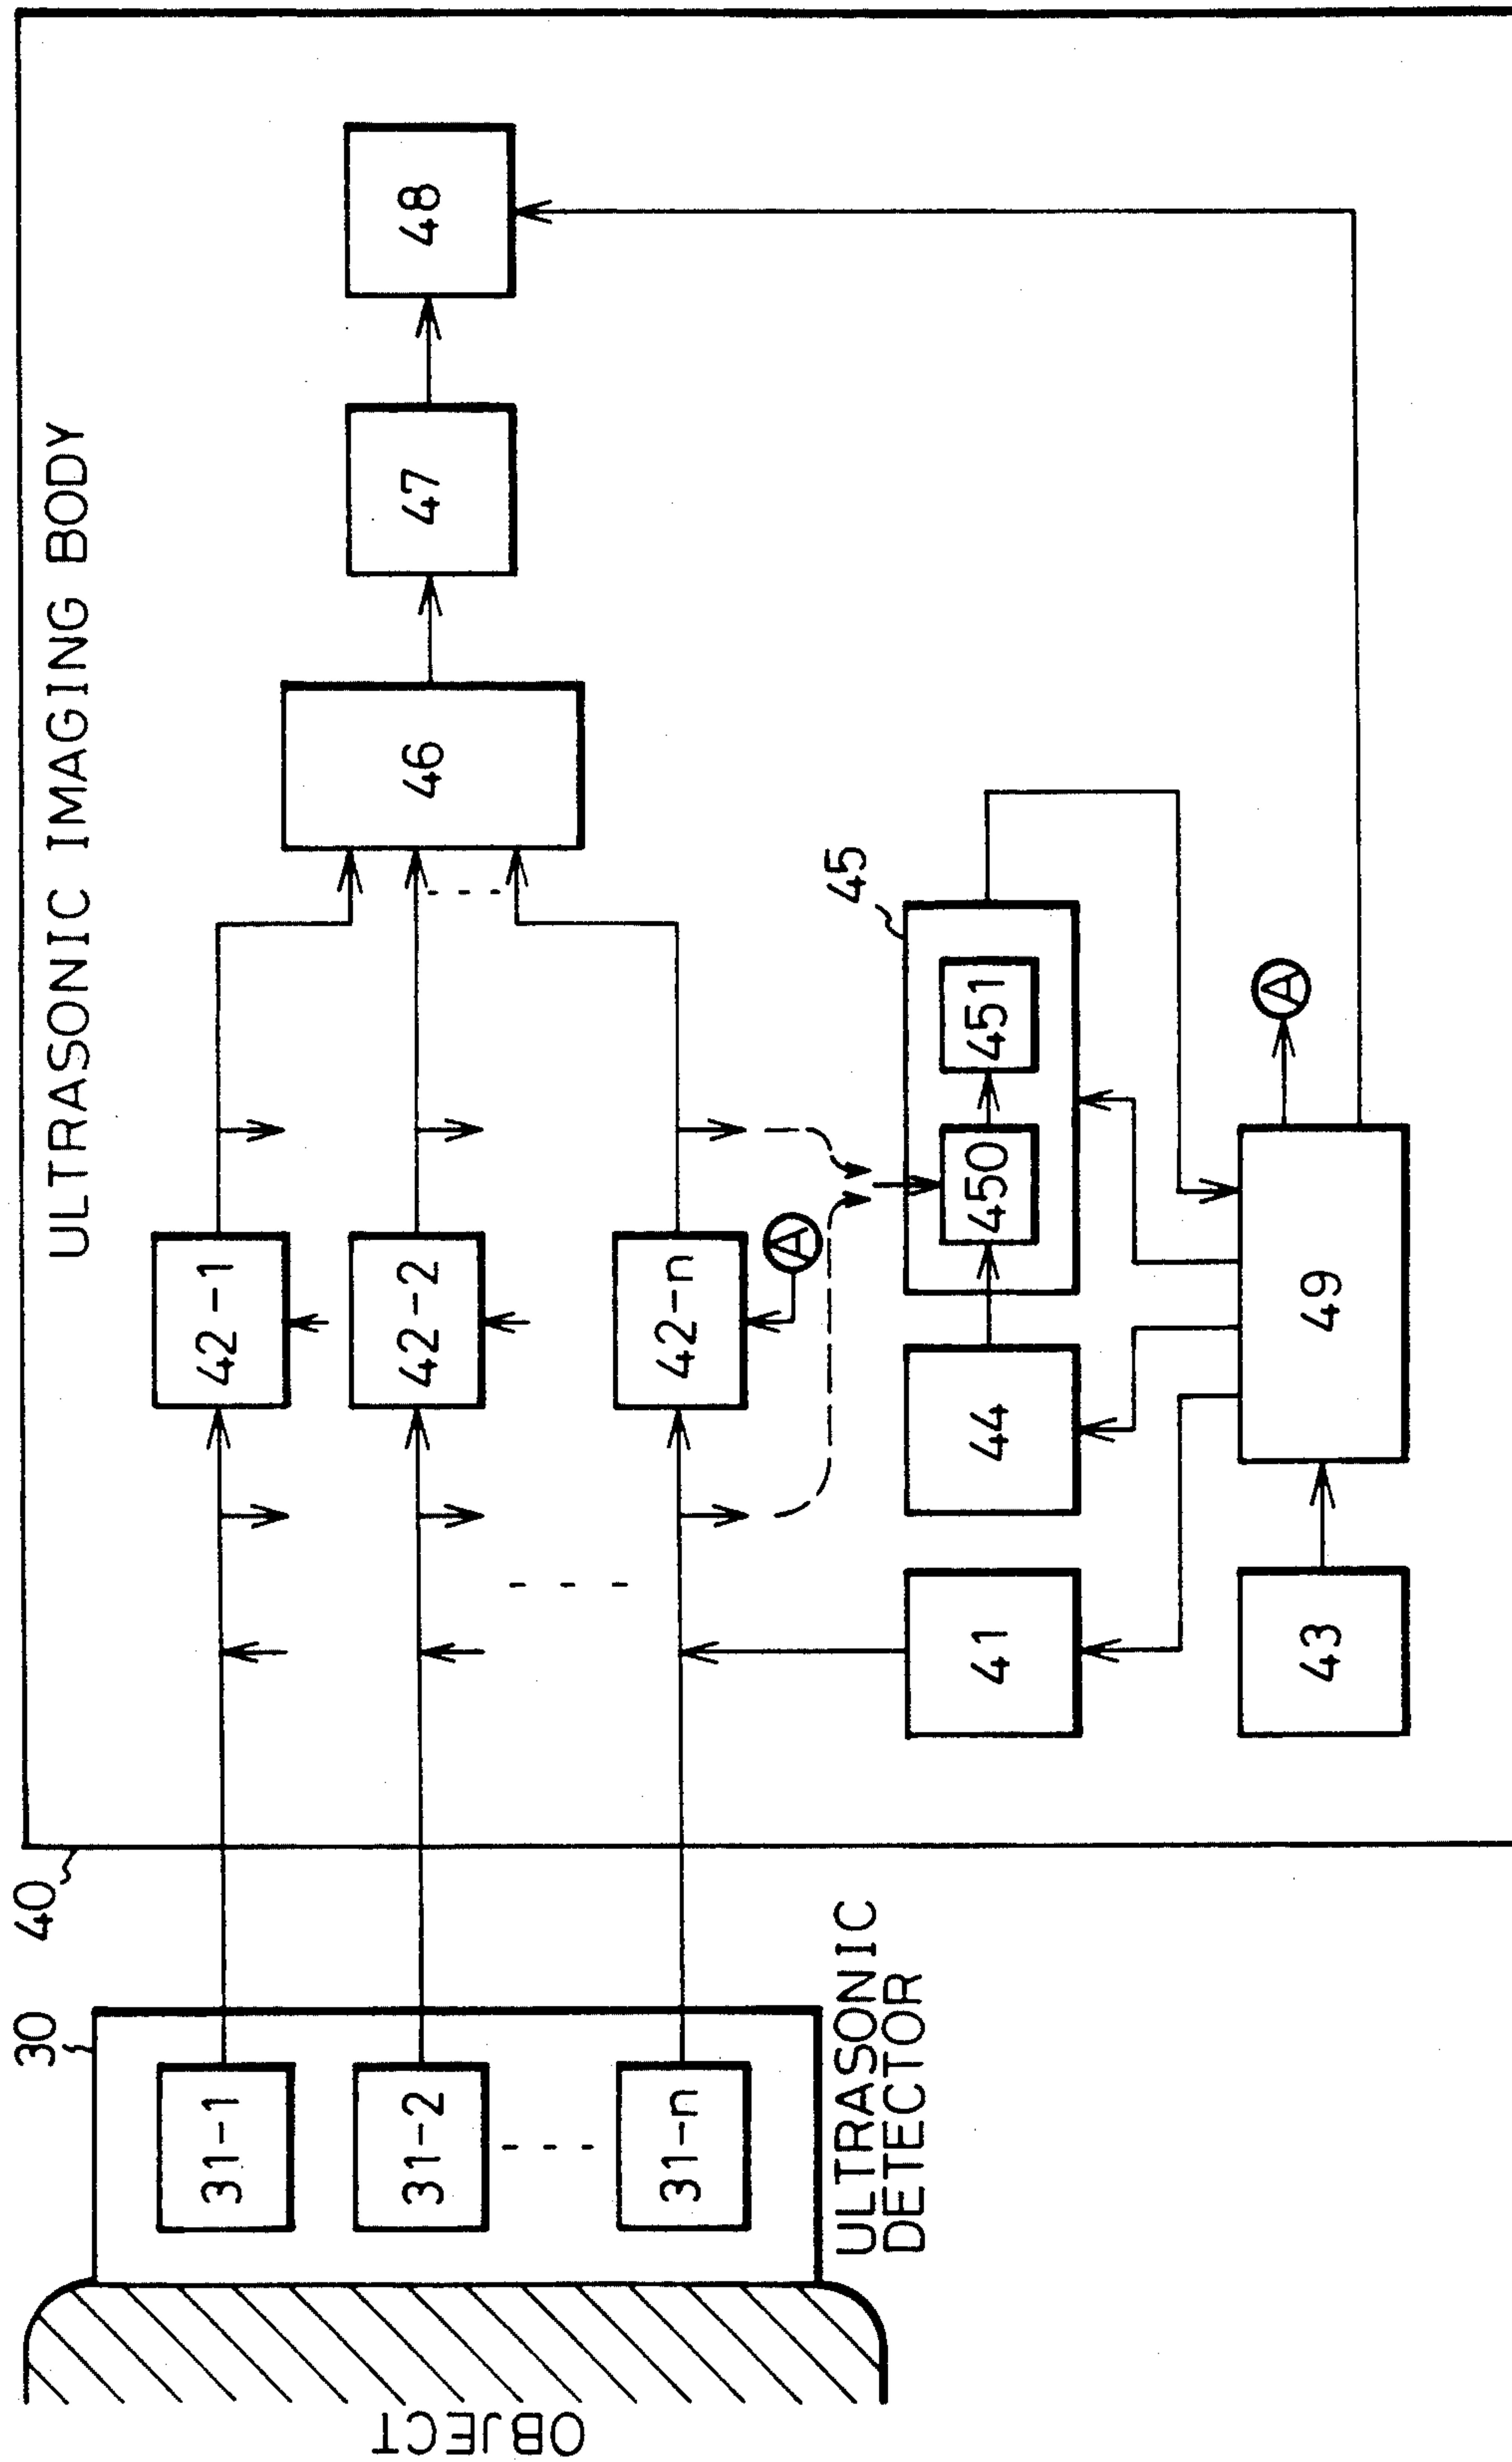 ULTRASONIC IMAGING BODY
40
30
31-1
31-2
31-n
42-1
42-2
42-n
A
46
47
48
45
450
451
44
41
49
A
43
ULTRASONIC
DETECTOR
OBJECT